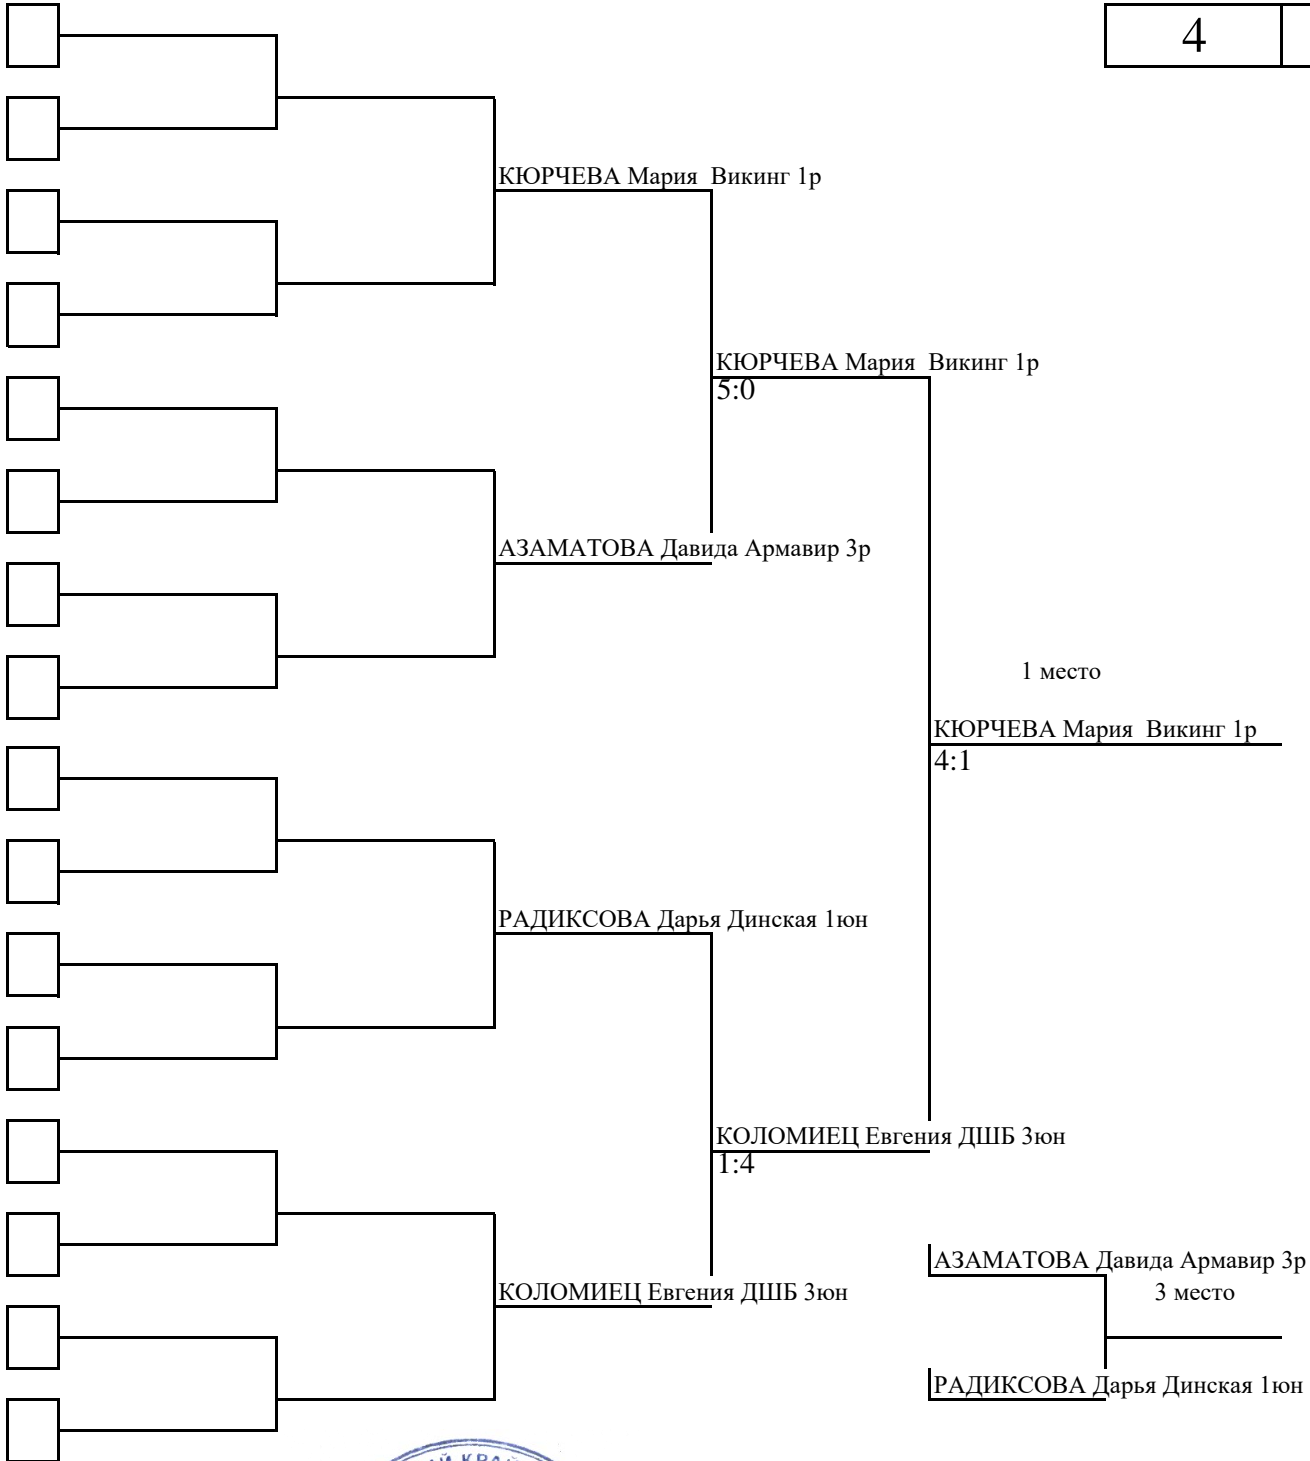 4
КЮРЧЕВА Мария  Викинг 1р
КЮРЧЕВА Мария  Викинг 1р
5:0
АЗАМАТОВА Давида Армавир 3р
1 место
КЮРЧЕВА Мария  Викинг 1р
4:1
РАДИКСОВА Дарья Динская 1юн
КОЛОМИЕЦ Евгения ДШБ 3юн
1:4
АЗАМАТОВА Давида Армавир 3р
КОЛОМИЕЦ Евгения ДШБ 3юн
3 место
РАДИКСОВА Дарья Динская 1юн